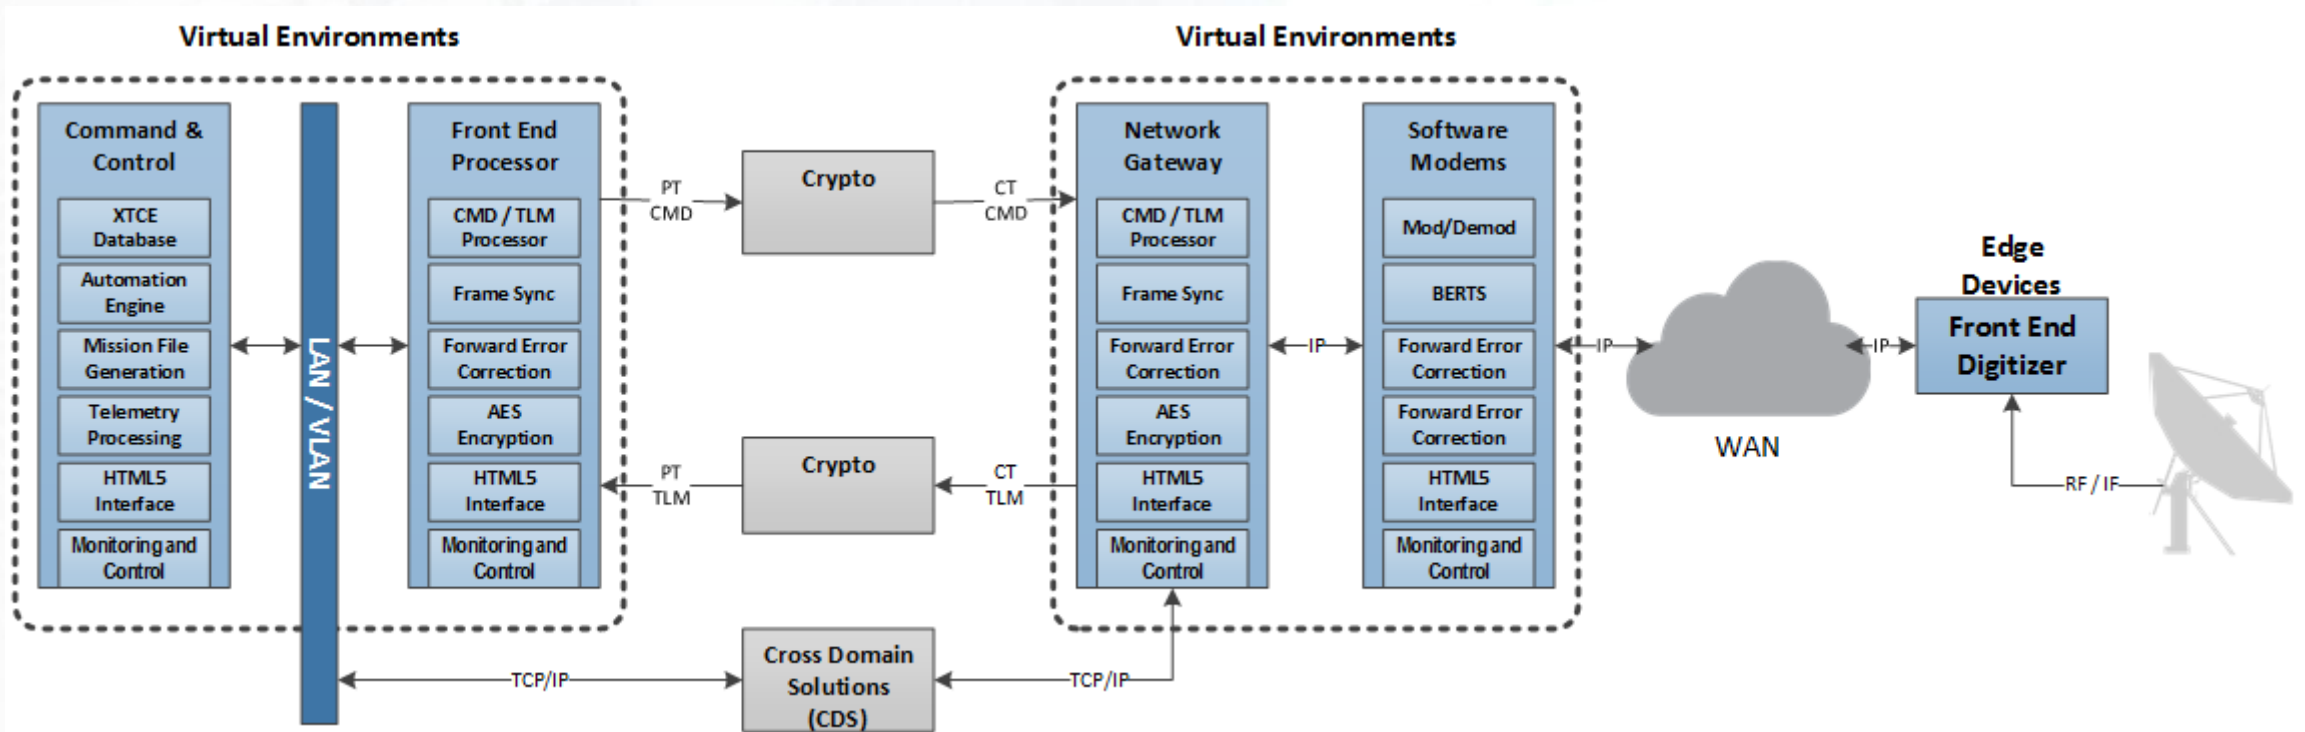 Virtual Environments
Virtual Environments
Command &
Control
XTCE
Database
Automation
Engine
Mission File
Generation
Telemetry
Processing
HTML5
Interface
Monitoring and
Control
LAN / VLAN
Front End
Processor
CMD / TLM
Processor
Frame Sync
Forward Error
Correction
AES
Encryption
HTML5
Interface
Monitoring and
Control
PT
CMD
Crypto
CT
CMD
PT
TLM
Crypto
CT
TLM
TCP/IP
Cross Domain
Solutions
(CDS)
TCP/IP
Network
Gateway
CMD / TLM
Processor
Frame Sync
Forward Error
Correction
AES
Encryption
HTML5
Interface
Monitoring and
Control
IP
Software
Modems
Mod/Demod
BERTS
Forward Error
Correction
Forward Error
Correction
HTML5
Interface
Monitoring and
Control
IP
WAN
IP
Edge
Devices
Front End
Digitizer
RF / IF